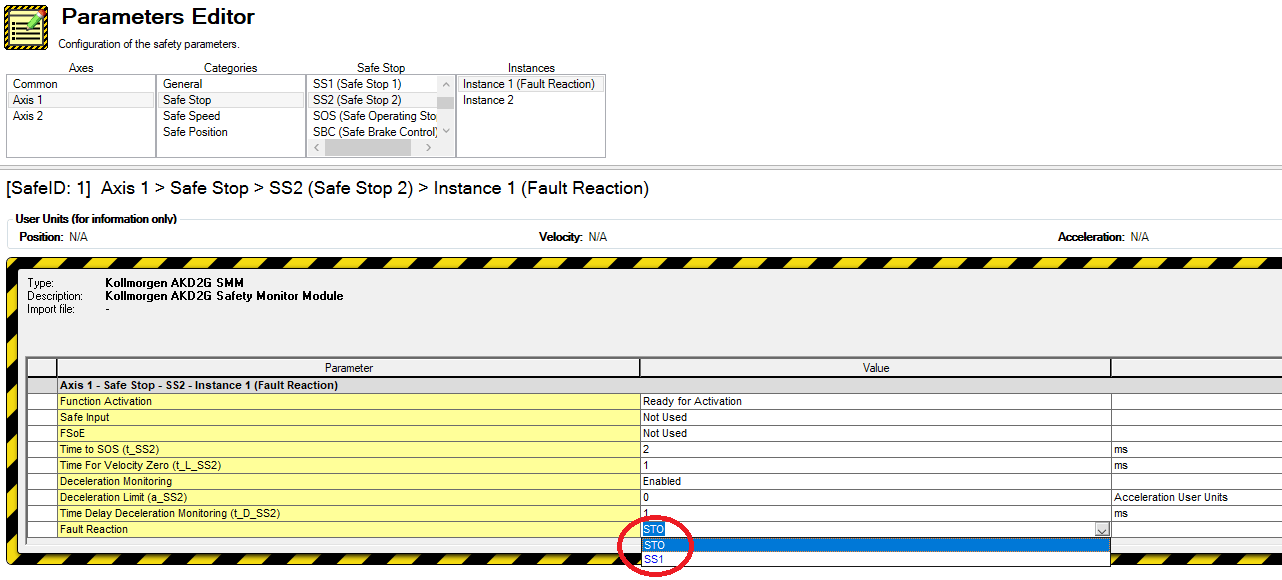 Parameters Editor
Configuration of the safety parameters.
Axes Categories Safe Stop Instances
Common General SS1 (Safe Stop 1) Instance 1 (Fault Reaction)
Axis 1 Safe Stop SS2 (Safe Stop 2) Instance 2
Axis 2 Safe Speed SOS (Safe Operating Sto
Safe Position SBC (Safe Brake Control)
[SafeID: 1] Axis 1 > Safe Stop > SS2 (Safe Stop 2) > Instance 1 (Fault Reaction)
User Units (for information only)
Position: N/A Velocity: N/A Acceleration: N/A
Type: Kollmorgen AKD2G SMM
Description: Kollmorgen AKD2G Safety Monitor Module
Import file: -
Parameter Value
Axis 1 - Safe Stop - SS2 - Instance 1 (Fault Reaction)
Function Activation Ready for Activation
Safe Input Not Used
FSoE Not Used
Time to SOS (t_SS2) 2 ms
Time For Velocity Zero (t_L_SS2) 1 ms
Deceleration Monitoring Enabled
Deceleration Limit (a_SS2) 0 Acceleration User Units
Time Delay Deceleration Monitoring (t_D_SS2) 1 ms
Fault Reaction STO
STO
SS1